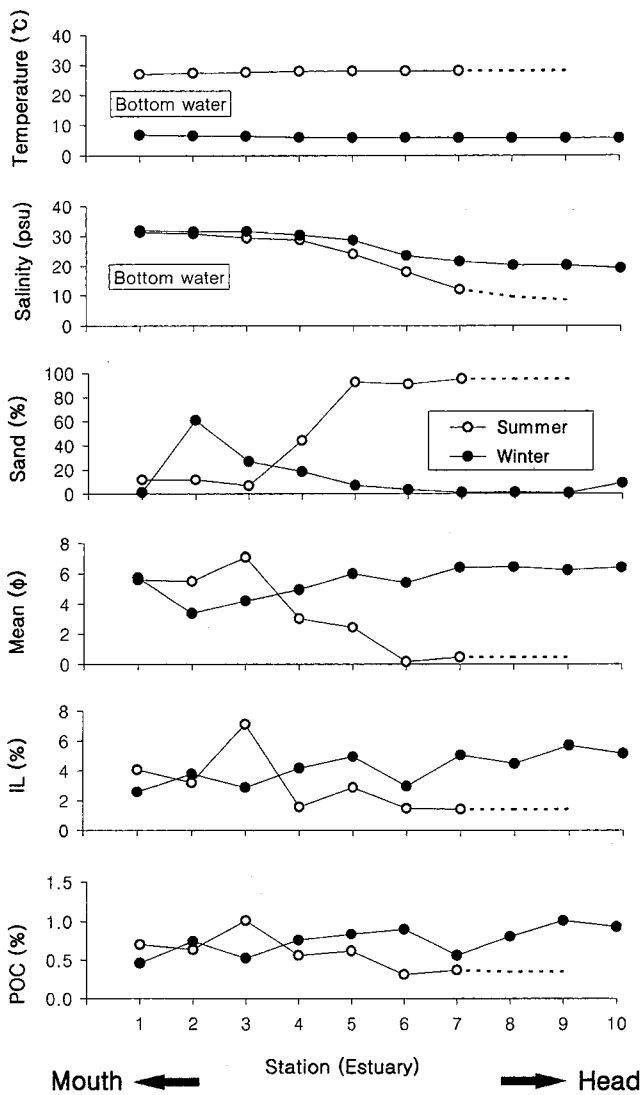 Temperature (℃)
40
30
20
10
0
Bottom water
Salinity (psu)
40
30
20
10
0
Bottom water
Sand (%)
100
80
60
40
20
0
Summer
Winter
Mean (ϕ)
8
6
4
2
0
IL (%)
8
6
4
2
0
POC (%)
1.5
1.0
0.5
0.0
1 2 3 4 5 6 7 8 9 10
Station (Estuary)
Mouth
Head